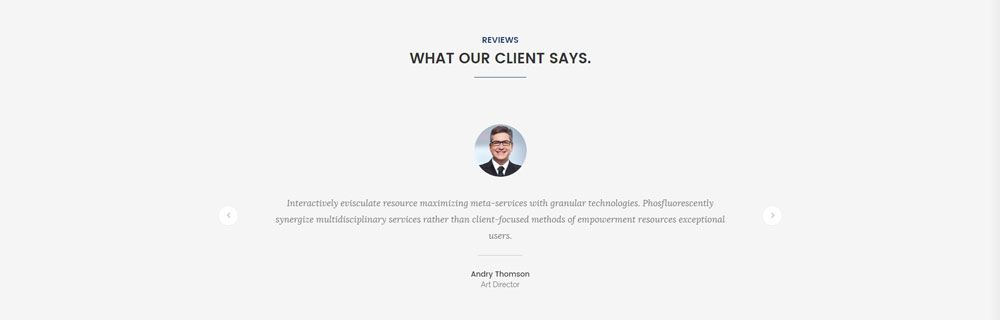 REVIEWS
WHAT OUR CLIENT SAYS.
Interactively evisculate resource maximizing meta-services with granular technologies. Phosfluorescently
synergize multidisciplinary services rather than client-focused methods of empowerment resources exceptional
users.
Andry Thomson
Art Director